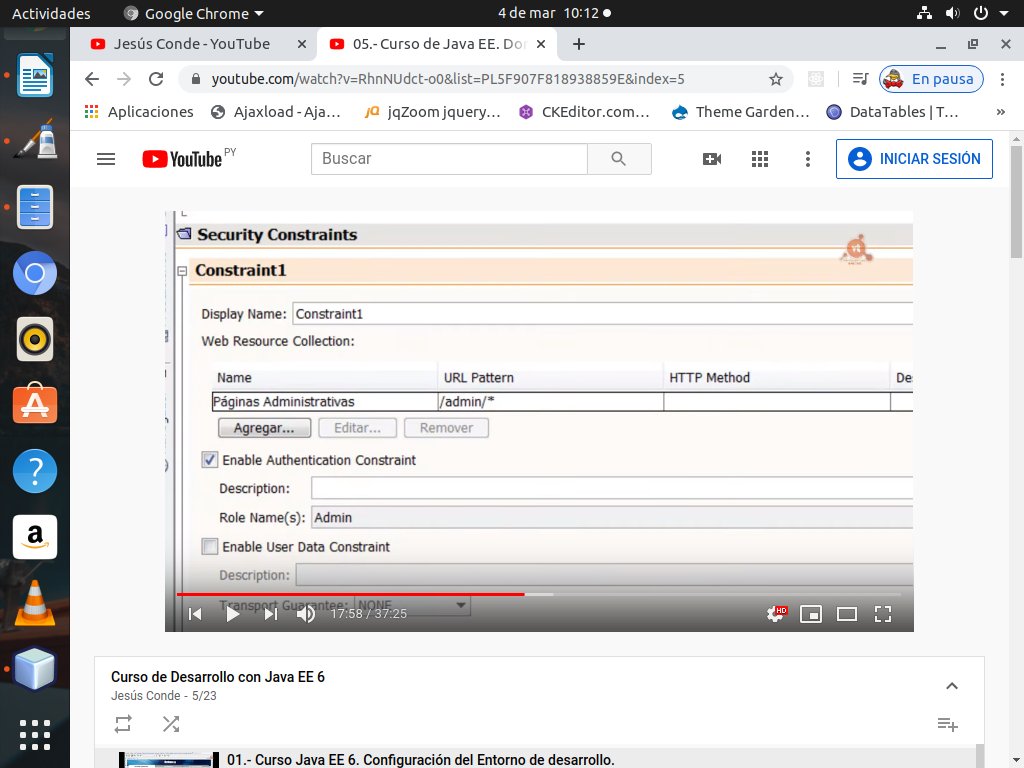 Actividades Google Chrome 4 de mar 10:12
Jesús Conde - YouTube 05.- Curso de Java EE. Dor
youtube.com/watch?v=RhnNUdct-o0&list=PL5F907F818938859E&index=5 En pausa
Aplicaciones Ajaxload - Aja... jQ jqZoom jquery,... CKEditor.com... Theme Garden... DataTables | T... »
YouTube PY Buscar INICIAR SESIÓN
Security Constraints
Constraint1
Display Name: Constraint1
Web Resource Collection:
Name URL Pattern HTTP Method Des
Páginas Administrativas /admin/*
Agregar... Editar... Remover
Enable Authentication Constraint
Description:
Role Name(s): Admin
Enable User Data Constraint
Description:
Transport Guarantee: NONE
17:58 / 37:25 HD
Curso de Desarrollo con Java EE 6
Jesús Conde - 5/23
01.- Curso Java EE 6. Configuración del Entorno de desarrollo.